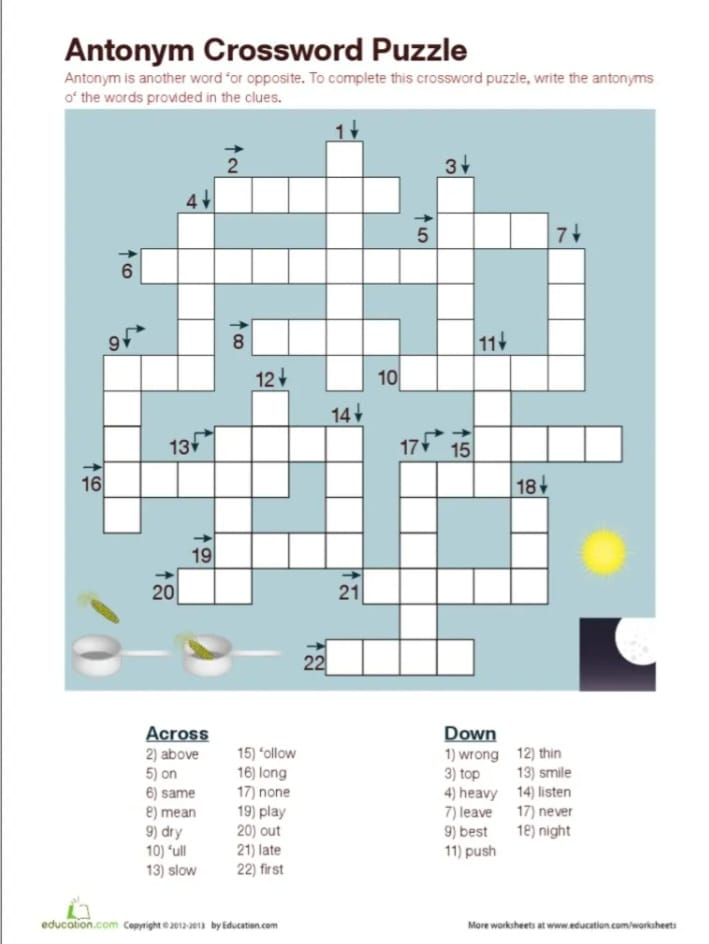 Antonym Crossword Puzzle
Antonym is another word ‘or opposite. To complete this crossword puzzle, write the antonyms
o‘ the words provided in the clues.
1
2 3
4
5 7
6
9 8 11
12 10
14
13 17 15
16 18
19
20 21
22
Across
2) above
5) on
6) same
8) mean
9) dry
10) ‘ull
13) slow
15) ‘ollow
16) long
17) none
19) play
20) out
21) late
22) first
Down
1) wrong
3) top
4) heavy
7) leave
9) best
11) push
12) thin
13) smile
14) listen
17) never
18) night
education.com Copyright © 2012-2013 by Education.com More worksheets at www.education.com/worksheets